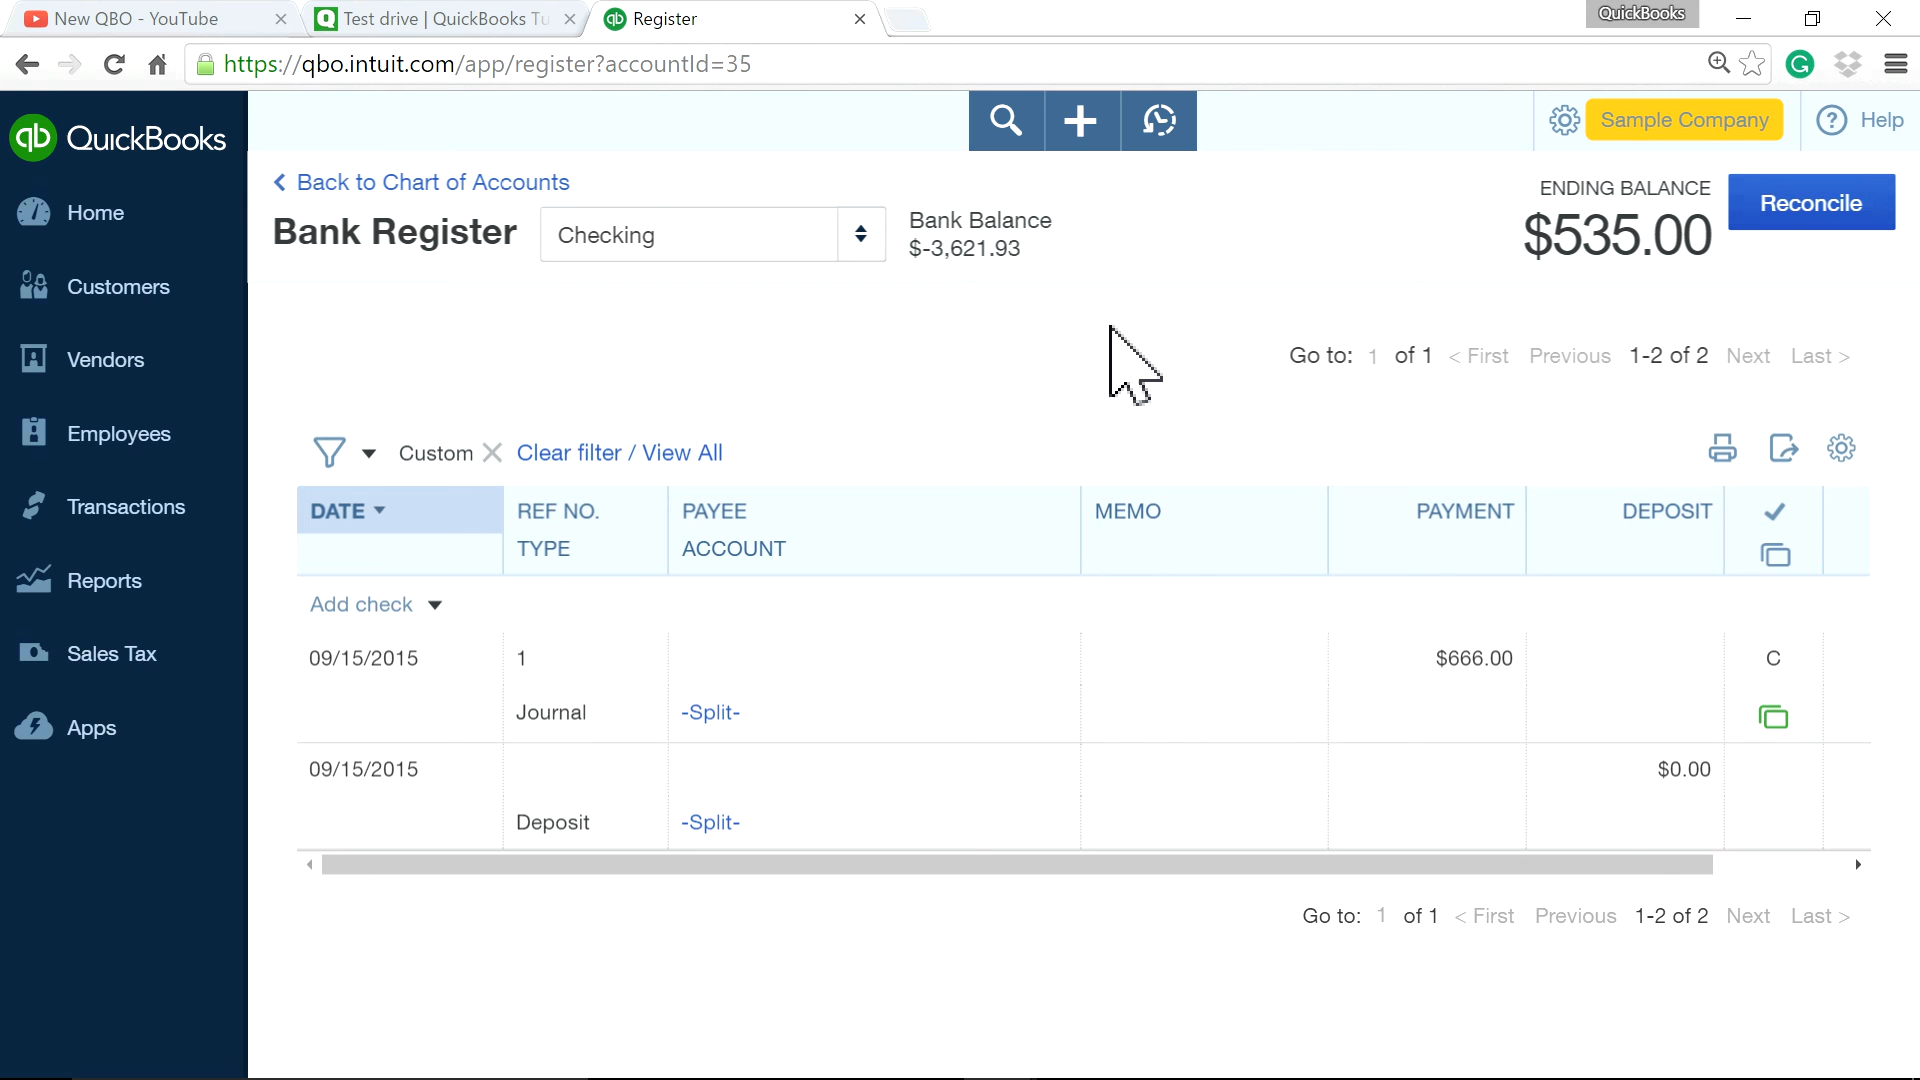 New QBO - YouTube
Test drive | QuickBooks Tu
qb Register
QuickBooks
https://qbo.intuit.com/app/register?accountId=35
qb QuickBooks
Sample Company
? Help
Home
Customers
Vendors
Employees
Transactions
Reports
Sales Tax
Apps
< Back to Chart of Accounts
Bank Register
Checking
Bank Balance
$-3,621.93
ENDING BALANCE
$535.00
Reconcile
Go to: 1 of 1 < First Previous 1-2 of 2 Next Last >
Custom Clear filter / View All
DATE REF NO. PAYEE MEMO PAYMENT DEPOSIT
TYPE ACCOUNT
Add check
09/15/2015 1 $666.00 C
Journal -Split-
09/15/2015 $0.00
Deposit -Split-
Go to: 1 of 1 < First Previous 1-2 of 2 Next Last >